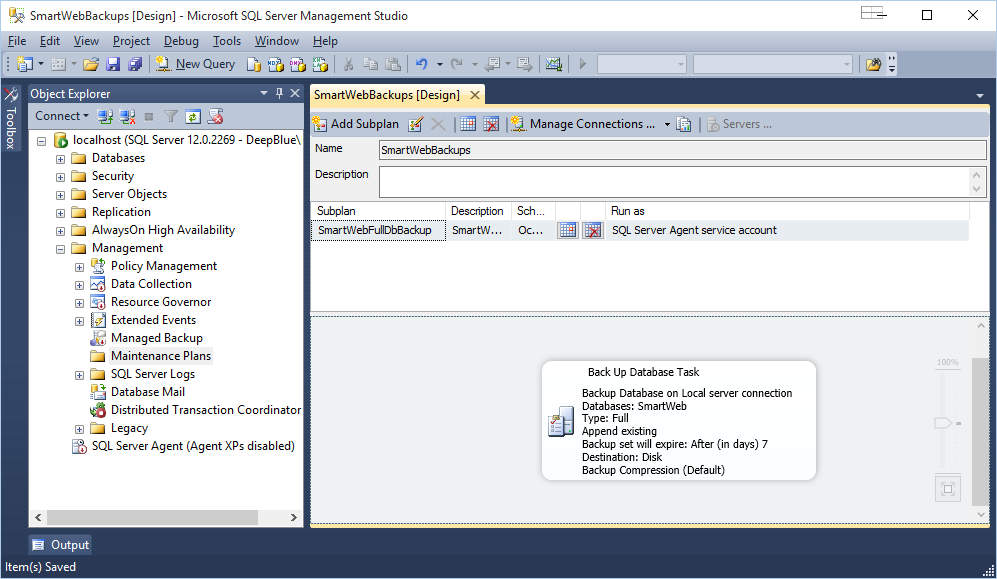 SmartWebBackups [Design] - Microsoft SQL Server Management Studio
File Edit View Project Debug Tools Window Help
New Query
Toolbox
Object Explorer
Connect
localhost (SQL Server 12.0.2269 - DeepBlue\
Databases
Security
Server Objects
Replication
AlwaysOn High Availability
Management
Policy Management
Data Collection
Resource Governor
Extended Events
Managed Backup
Maintenance Plans
SQL Server Logs
Database Mail
Distributed Transaction Coordinator
Legacy
SQL Server Agent (Agent XPs disabled)
SmartWebBackups [Design]
Add Subplan Manage Connections ... Servers ...
Name SmartWebBackups
Description
Subplan Description Sch... Run as
SmartWebFullDbBackup SmartW... Oc... SQL Server Agent service account
100%
Back Up Database Task
Backup Database on Local server connection
Databases: SmartWeb
Type: Full
Append existing
Backup set will expire: After (in days) 7
Destination: Disk
Backup Compression (Default)
Output
Item(s) Saved